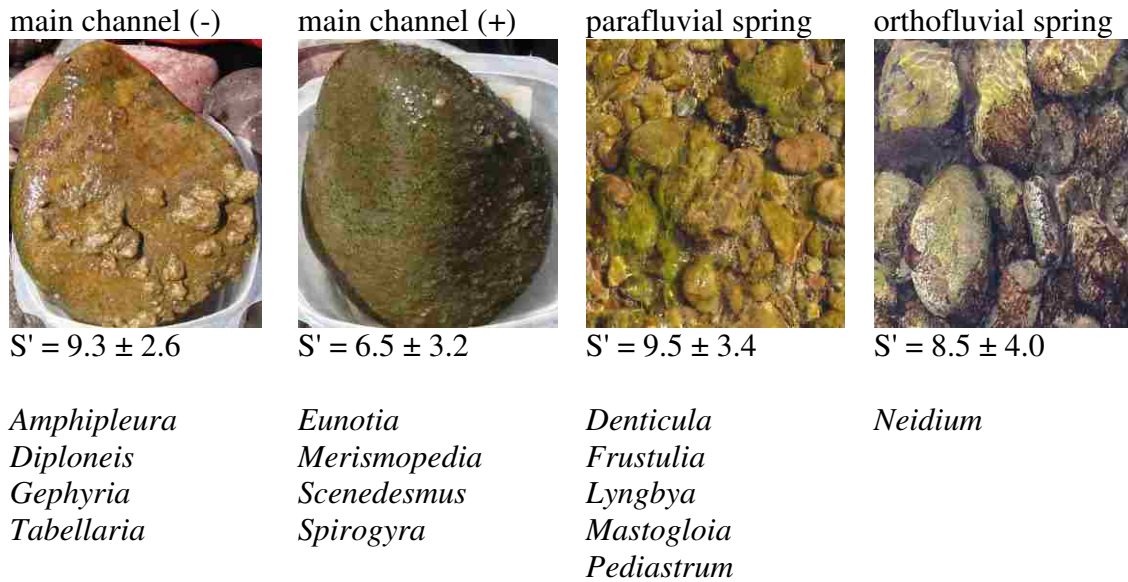 main channel (-) main channel (+) parafluvial spring orthofluvial spring
S' = 9.3 ± 2.6 S' = 6.5 ± 3.2 S' = 9.5 ± 3.4 S' = 8.5 ± 4.0
Amphipleura Eunotia Denticula Neidium
Diploneis Merismopedia Frustulia
Gephyria Scenedesmus Lyngbya
Tabellaria Spirogyra Mastogloia
Pediastrum